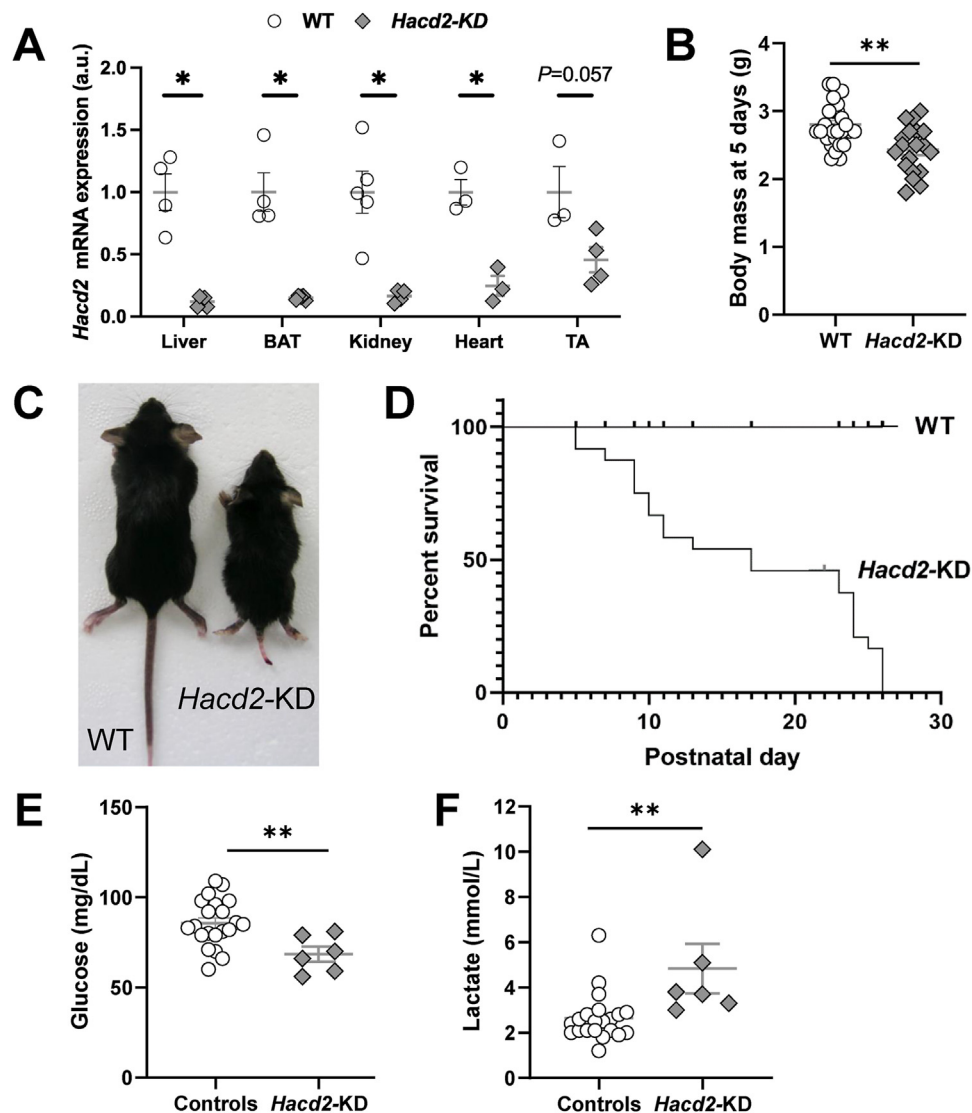 WT Hacd2-KD
A
Hacd2 mRNA expression (a.u.)
2.0
1.5
1.0
0.5
0.0
* * * * P=0.057
Liver BAT Kidney Heart TA
B
Body mass at 5 days (g)
4
3
2
1
0
**
WT Hacd2-KD
C
Hacd2-KD
WT
D
Percent survival
100
50
0
WT
Hacd2-KD
0 10 20 30
Postnatal day
E
Glucose (mg/dL)
150
100
50
0
**
Controls Hacd2-KD
F
Lactate (mmol/L)
12
10
8
6
4
2
0
**
Controls Hacd2-KD